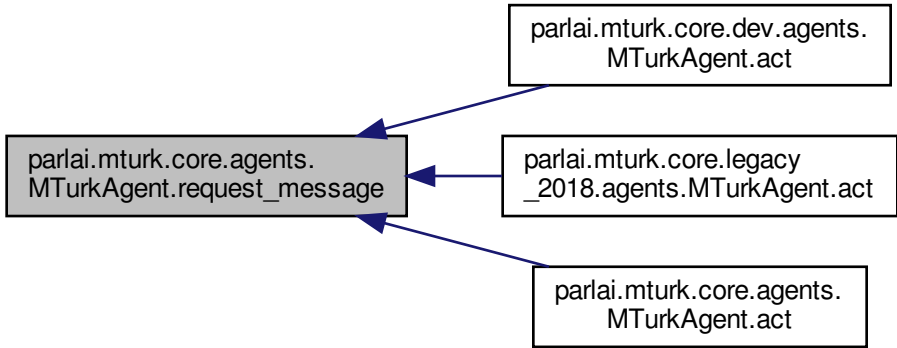 parlai.mturk.core.dev.agents.
MTurkAgent.act
parlai.mturk.core.agents.
MTurkAgent.request_message
parlai.mturk.core.legacy
_2018.agents.MTurkAgent.act
parlai.mturk.core.agents.
MTurkAgent.act